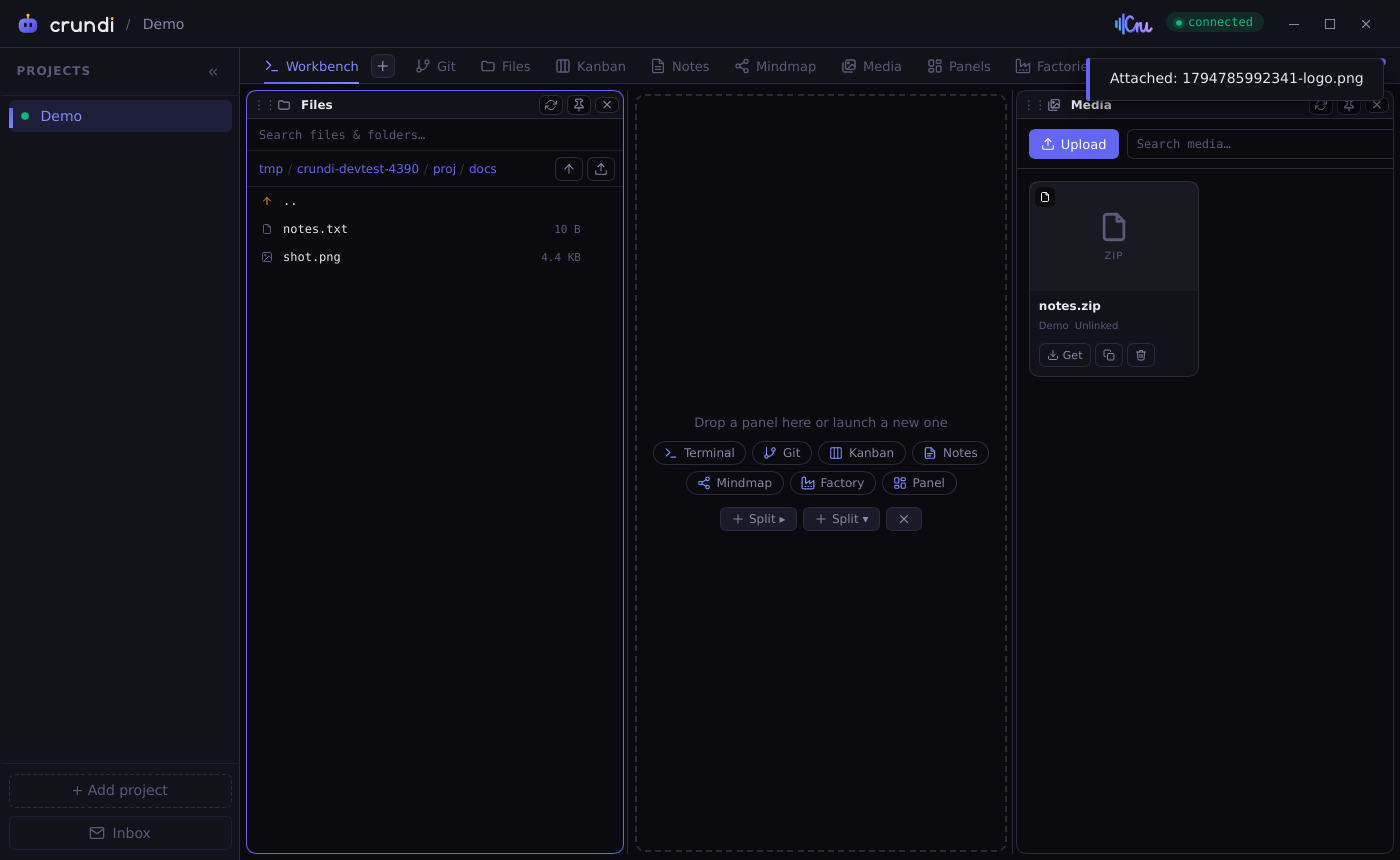 crundi / Demo
Cru
connected
PROJECTS «
Demo
+ Add project
Inbox
Workbench + Git Files Kanban Notes Mindmap Media Panels Factorie
Attached: 1794785992341-logo.png
Files
Search files & folders…
tmp / crundi-devtest-4390 / proj / docs
..
notes.txt 10 B
shot.png 4.4 KB
Drop a panel here or launch a new one
Terminal Git Kanban Notes
Mindmap Factory Panel
+ Split ▸ + Split ▾ ×
Media
Upload Search media…
ZIP
notes.zip
Demo Unlinked
Get